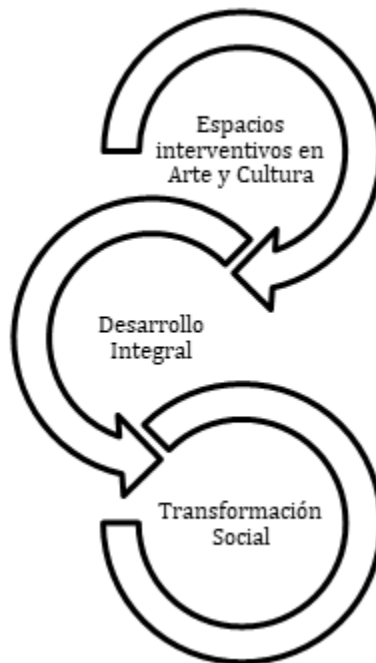 Espacios
interventivos en
Arte y Cultura
Desarrollo
Integral
Transformación
Social